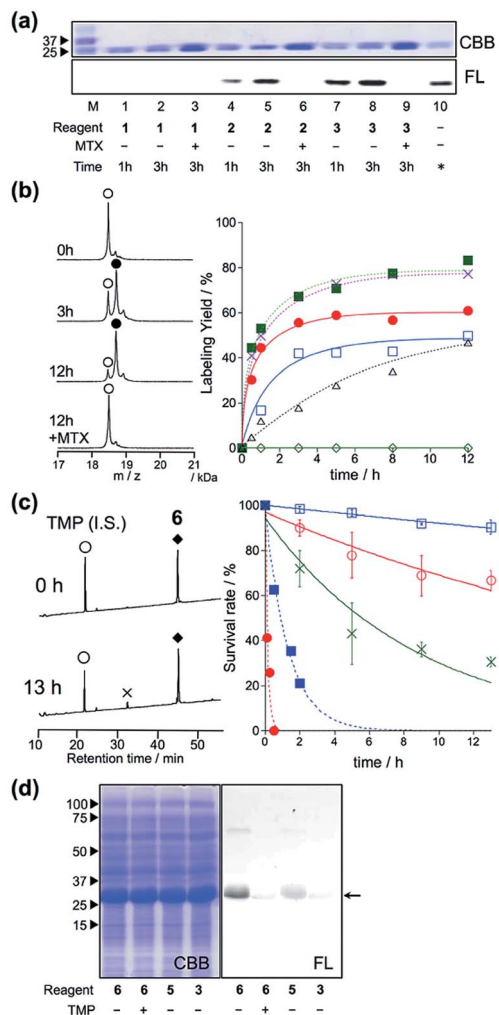 (a)
37
25
CBB
FL
M 1 2 3 4 5 6 7 8 9 10
Reagent 1 1 1 2 2 2 3 3 3 –
MTX – – + – – + – – + –
Time 1h 3h 3h 1h 3h 3h 1h 3h 3h *
(b)
0h
3h
12h
12h
+MTX
17 18 19 20 21
m / z / kDa
Labeling Yield / %
100
80
60
40
20
0
0 2 4 6 8 10 12
time / h
(c)
TMP (I.S.) 6
0 h
13 h
10 20 30 40 50
Retention time / min
Survival rate / %
100
80
60
40
20
0
0 2 4 6 8 10 12
time / h
(d)
100
75
50
37
25
15
CBB
FL
Reagent 6 6 5 3 6 6 5 3
TMP – + – – – + – –